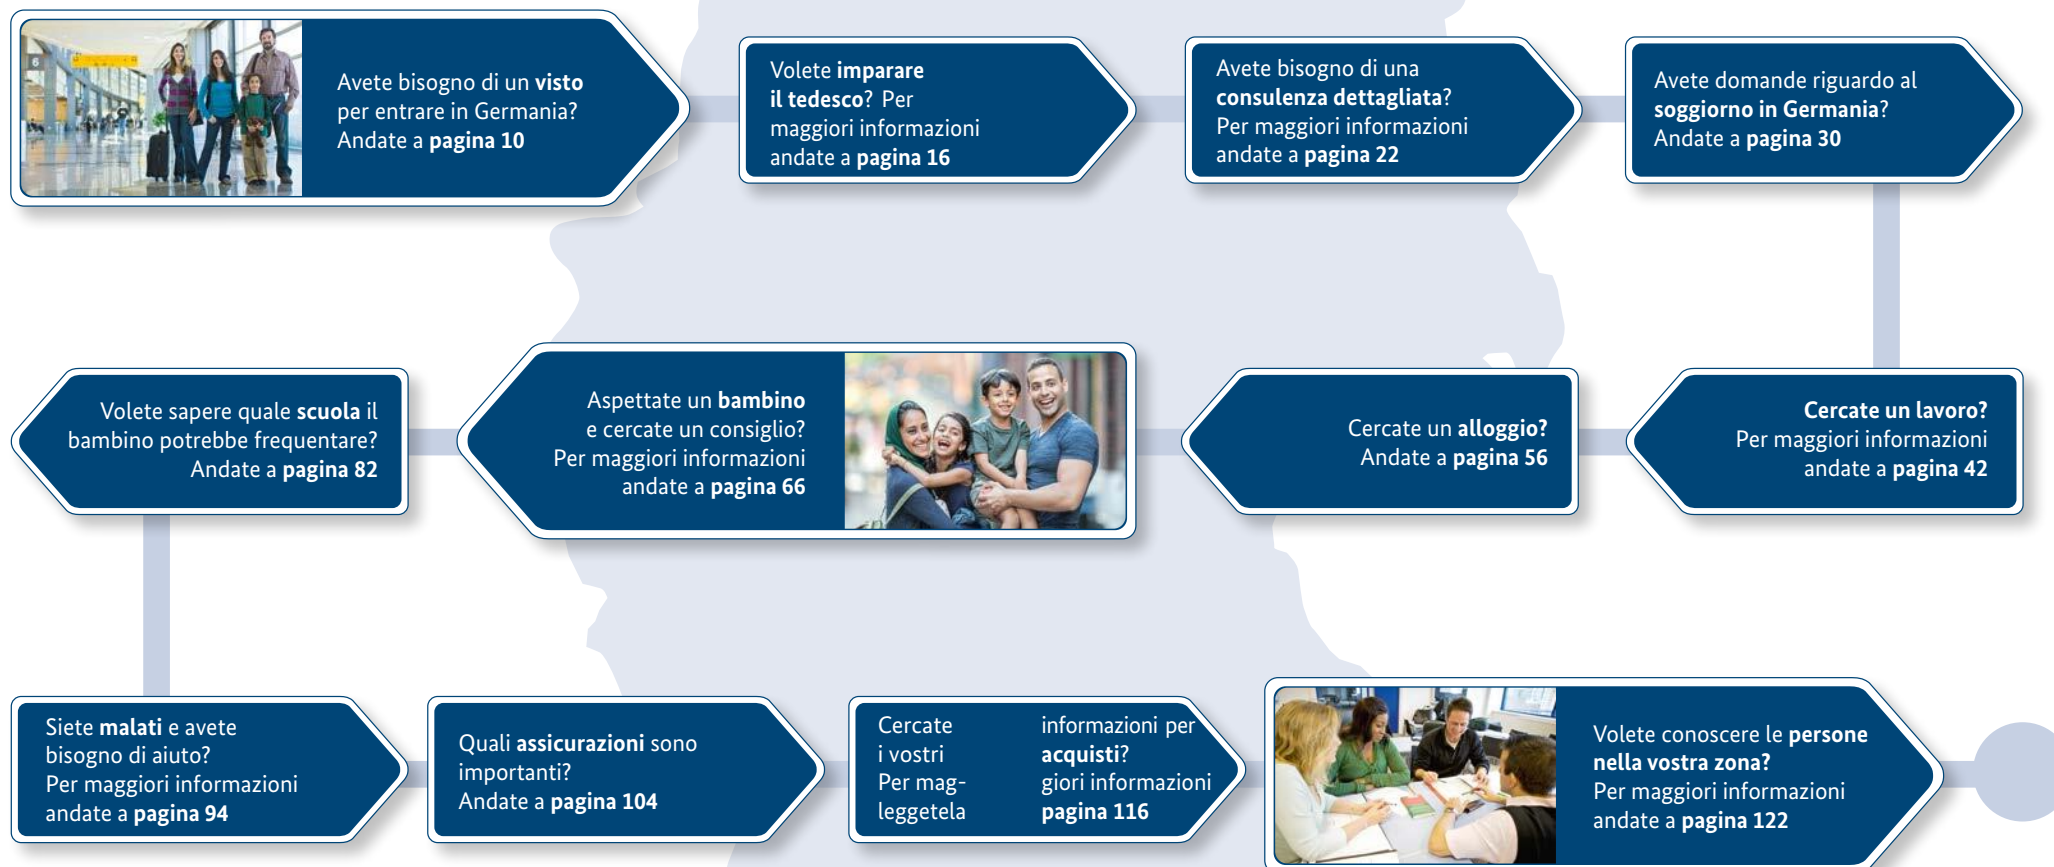 Avete bisogno di un visto
per entrare in Germania?
Andate a pagina 10
Volete imparare
il tedesco? Per
maggiori informazioni
andate a pagina 16
Avete bisogno di una
consulenza dettagliata?
Per maggiori informazioni
andate a pagina 22
Avete domande riguardo al
soggiorno in Germania?
Andate a pagina 30
Cercate un lavoro?
Per maggiori informazioni
andate a pagina 42
Cercate un alloggio?
Andate a pagina 56
Aspettate un bambino
e cercate un consiglio?
Per maggiori informazioni
andate a pagina 66
Volete sapere quale scuola il
bambino potrebbe frequentare?
Andate a pagina 82
Siete malati e avete
bisogno di aiuto?
Per maggiori informazioni
andate a pagina 94
Quali assicurazioni sono
importanti?
Andate a pagina 104
Cercate informazioni per
i vostri acquisti?
Per mag- giori informazioni
leggetela pagina 116
Volete conoscere le persone
nella vostra zona?
Per maggiori informazioni
andate a pagina 122
6